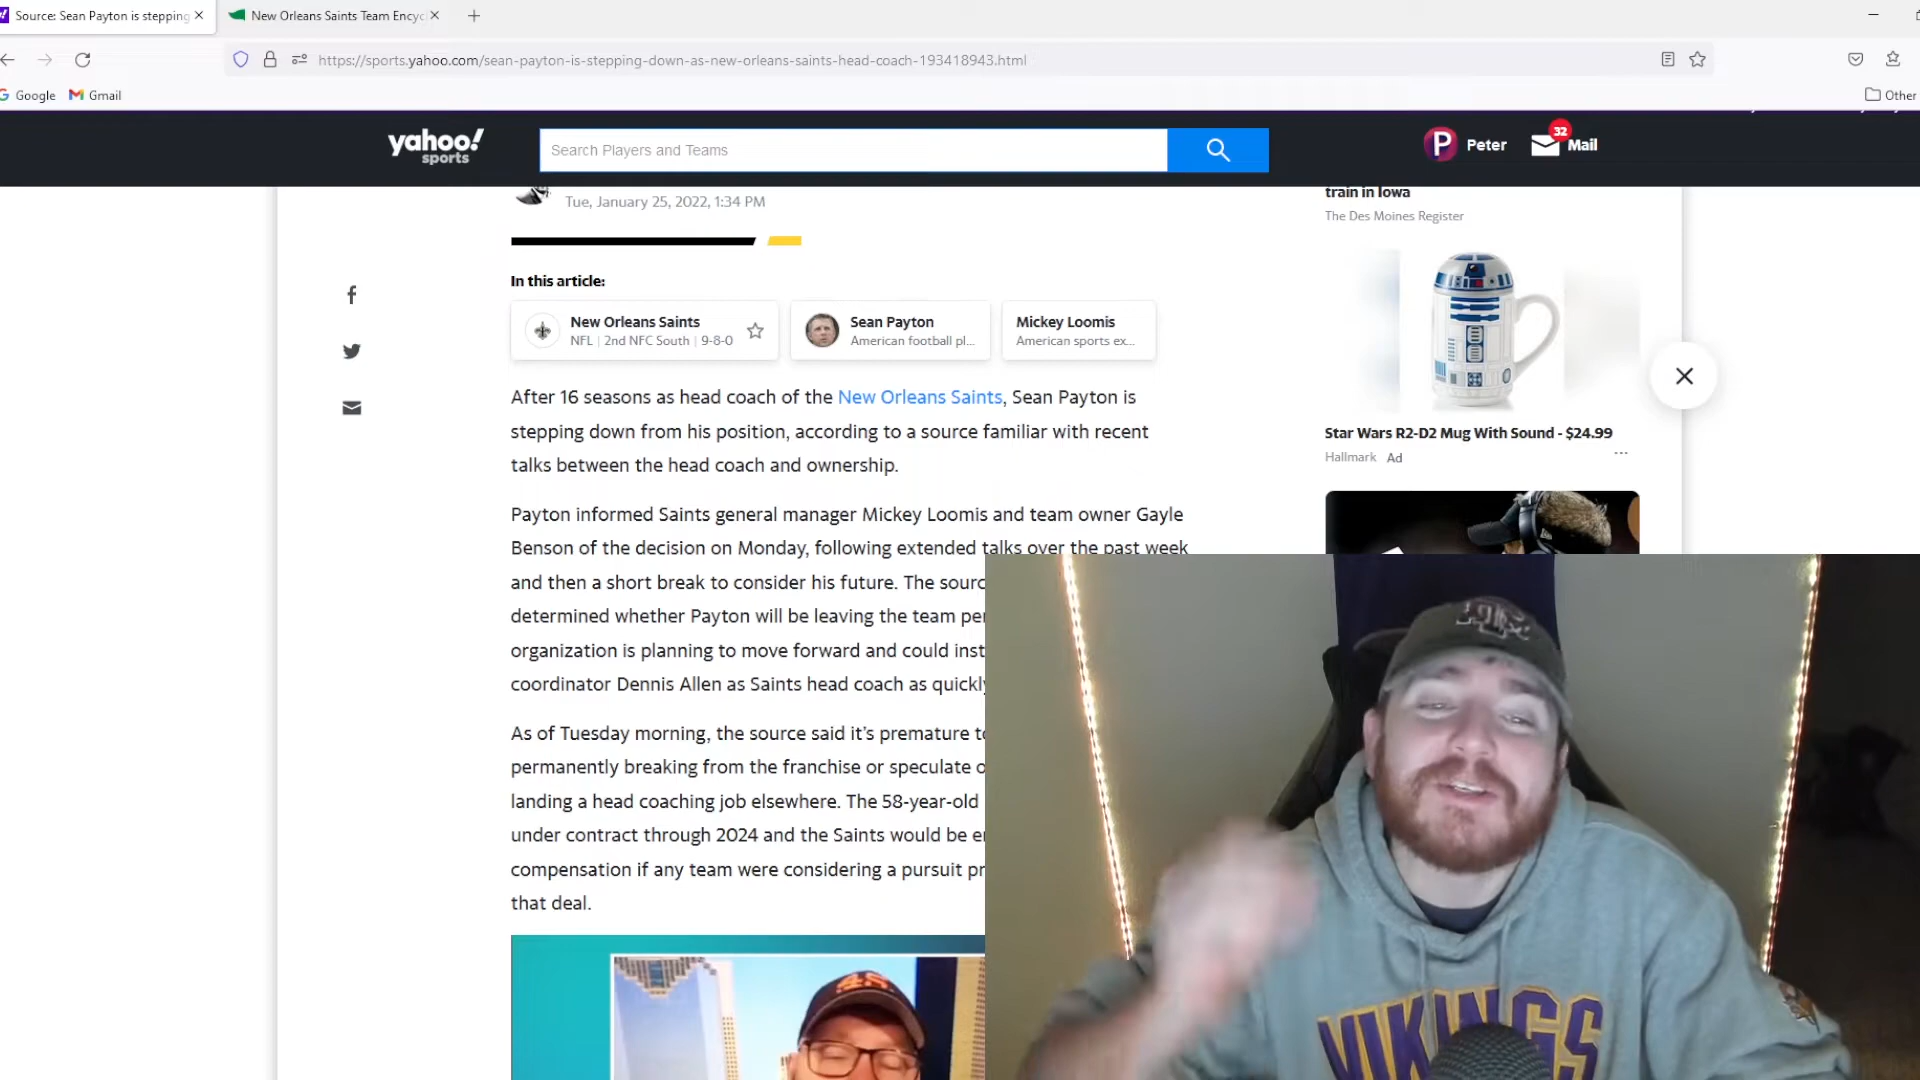 Source: Sean Payton is stepping
New Orleans Saints Team Encyc
https://sports.yahoo.com/sean-payton-is-stepping-down-as-new-orleans-saints-head-coach-193418943.html
Google
Gmail
Other
yahoo!
sports
Search Players and Teams
P
Peter
32
Mail
Tue, January 25, 2022, 1:34 PM
train in Iowa
The Des Moines Register
In this article:
New Orleans Saints
NFL | 2nd NFC South | 9-8-0
Sean Payton
American football pl...
Mickey Loomis
American sports ex...
After 16 seasons as head coach of the New Orleans Saints, Sean Payton is
stepping down from his position, according to a source familiar with recent
talks between the head coach and ownership.
Payton informed Saints general manager Mickey Loomis and team owner Gayle
Benson of the decision on Monday, following extended talks over the past week
and then a short break to consider his future. The sourc
determined whether Payton will be leaving the team per
organization is planning to move forward and could inst
coordinator Dennis Allen as Saints head coach as quickly
As of Tuesday morning, the source said it's premature to
permanently breaking from the franchise or speculate o
landing a head coaching job elsewhere. The 58-year-old
under contract through 2024 and the Saints would be e
compensation if any team were considering a pursuit pr
that deal.
Star Wars R2-D2 Mug With Sound - $24.99
Hallmark Ad
...
VIKINGS